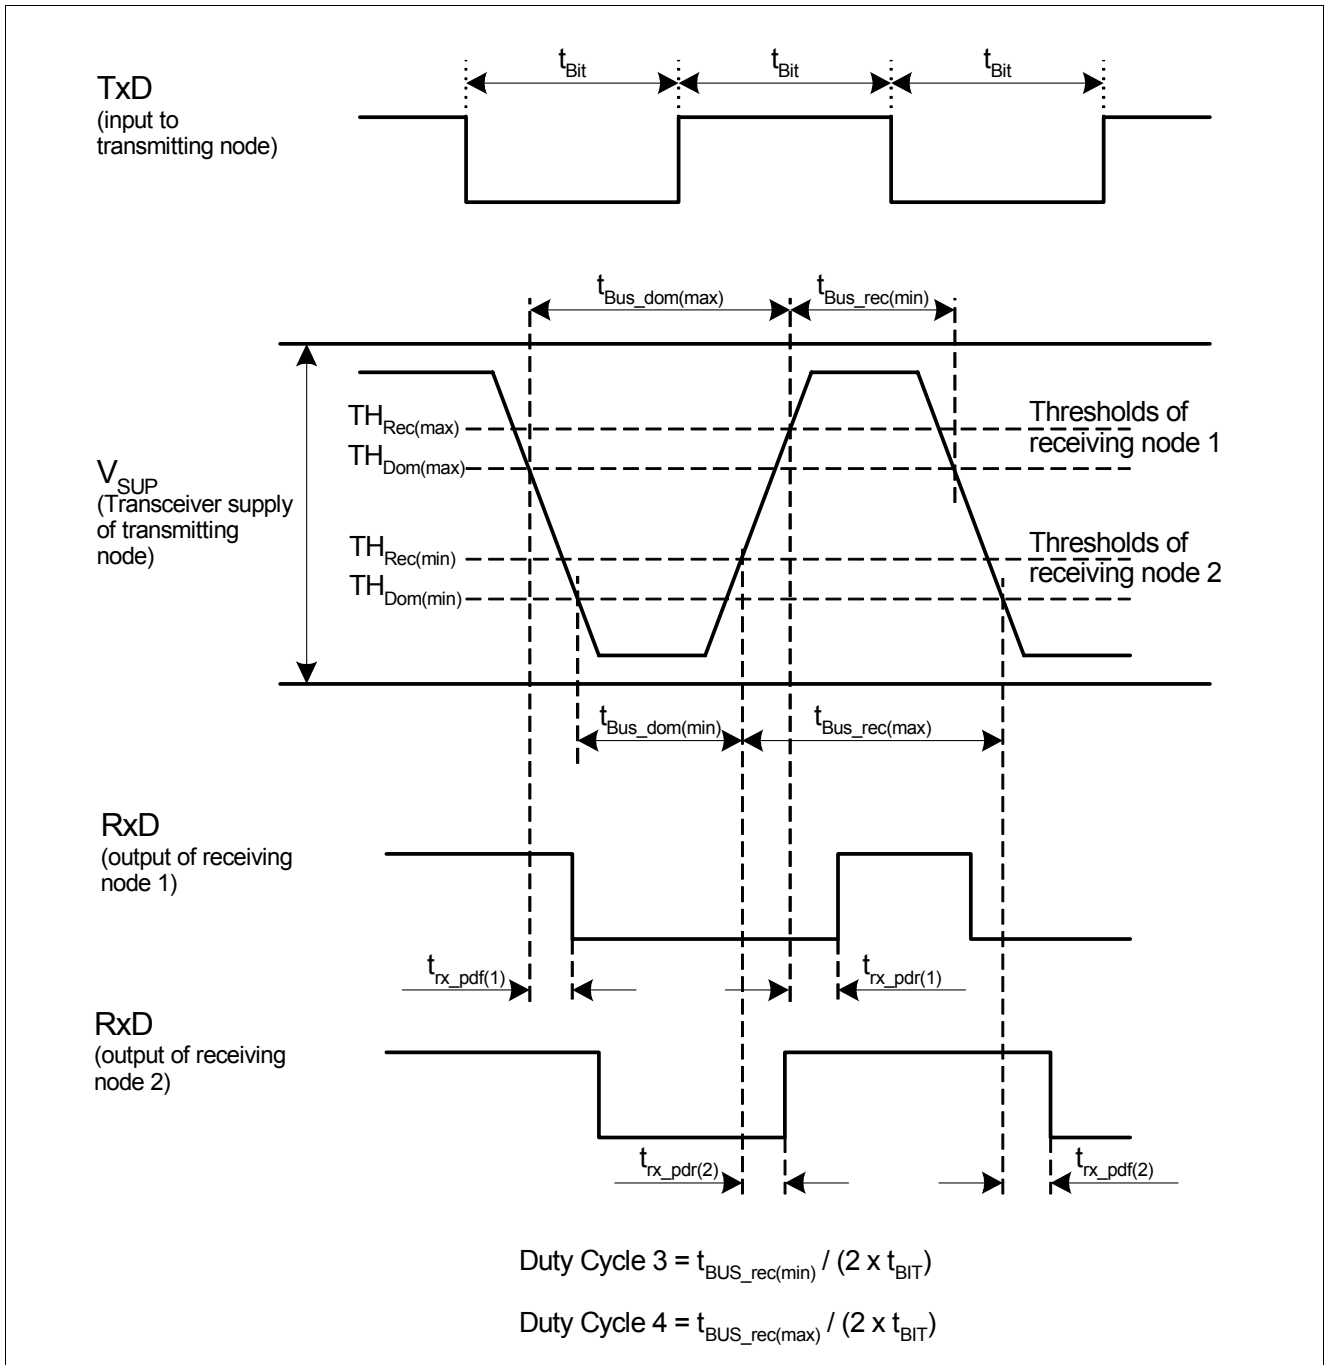 t_Bit
t_Bit
t_Bit
TxD
(input to
transmitting node)
t_Bus_dom(max)
t_Bus_rec(min)
TH_Rec(max)
Thresholds of
receiving node 1
TH_Dom(max)
V_SUP
(Transceiver supply
of transmitting
node)
TH_Rec(min)
Thresholds of
receiving node 2
TH_Dom(min)
t_Bus_dom(min)
t_Bus_rec(max)
RxD
(output of receiving
node 1)
t_rx_pdf(1)
t_rx_pdr(1)
RxD
(output of receiving
node 2)
t_rx_pdr(2)
t_rx_pdf(2)
Duty Cycle 3 = t_BUS_rec(min) / (2 x t_BIT)
Duty Cycle 4 = t_BUS_rec(max) / (2 x t_BIT)